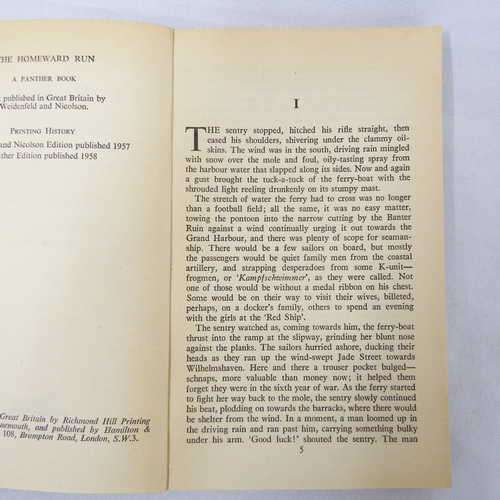 THE HOMEWARD RUN
A PANTHER BOOK
published in Great Britain by
Weidenfeld and Nicolson.
PRINTING HISTORY
and Nicolson Edition published 1957
Edition published 1958
Great Britain by Richmond Hill Printing
and published by Hamilton &
108, Brompton Road, London, S.W.3.
I
THE sentry stopped, hitched his rifle straight, then
eased his shoulders, shivering under the clammy oil-
skins. The wind was in the south, driving rain mingled
with snow over the mole and foul, oily-tasting spray from
the harbour water that slapped along its sides. Now and again
a gust brought the tuck-a-tuck of the ferry-boat with the
shrouded light reeling drunkenly on its stumpy mast.
The stretch of water the ferry had to cross was no longer
than a football field; all the same, it was no easy matter,
towing the pontoon into the narrow cutting by the Banter
Ruin against a wind continually urging it out towards the
Grand Harbour, and there was plenty of scope for seaman-
ship. There would be a few sailors on board, but mostly
the passengers would be quiet family men from the coastal
artillery, and strapping desperadoes from some K-unit—
frogmen, or 'Kampfschwimmer', as they were called. Not
one of those would be without a medal ribbon on his chest.
Some would be on their way to visit their wives, billeted,
perhaps, on a docker's family, others to spend an evening
with the girls at the 'Red Ship'.
The sentry watched as, coming towards him, the ferry-boat
thrust into the ramp at the slipway, grinding her blunt nose
against the planks. The sailors hurried ashore, ducking their
heads as they ran up the wind-swept Jade Street towards
Wilhelmshaven. Here and there a trouser pocket bulged—
schnaps, more valuable than money now; it helped them
forget they were in the sixth year of war. As the ferry started
to fight her way back to the mole, the sentry slowly continued
his beat, plodding on towards the barracks, where there would
be shelter from the wind. In a moment, a man loomed up in
the driving rain and ran past him, carrying something bulky
under his arm. 'Good luck!' shouted the sentry. The man
5